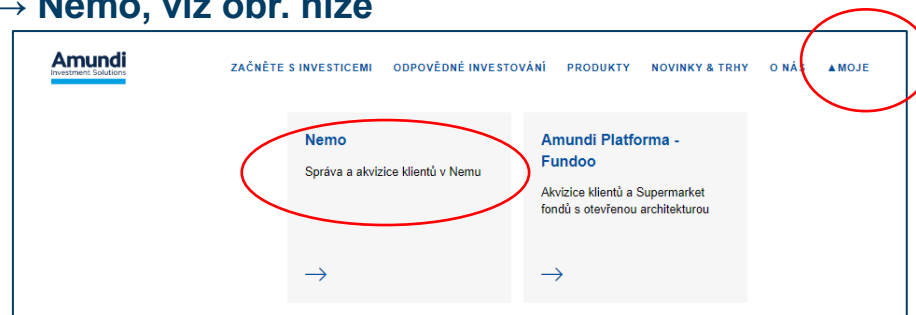 → Nemo, viz obr. níže
Amundi
Investment Solutions
ZAČNĚTE S INVESTICEMI ODPOVĚDNÉ INVESTOVÁNÍ PRODUKTY NOVINKY & TRHY O NÁS ▲MOJE
Nemo
Správa a akvizice klientů v Nemu
Amundi Platforma -
Fundoo
Akvizice klientů a Supermarket
fondů s otevřenou architekturou
→ →